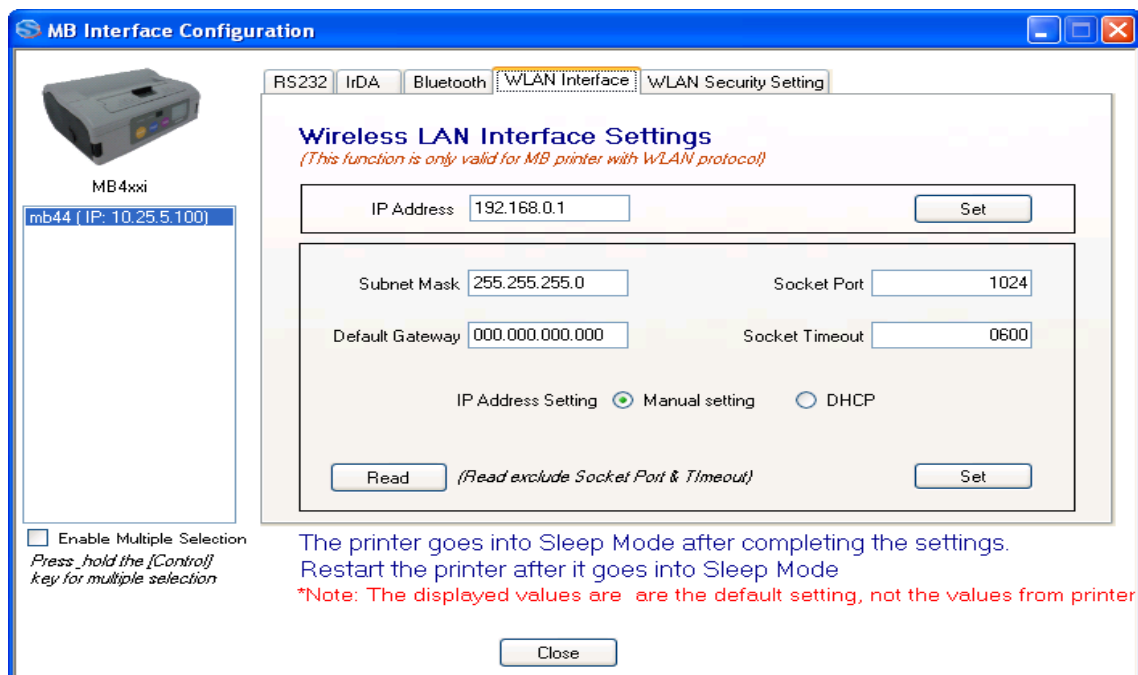 MB Interface Configuration
RS232 IrDA Bluetooth WLAN Interface WLAN Security Setting
MB4xxi
mb44 ( IP: 10.25.5.100)
Enable Multiple Selection
Press_hold the [Control]
key for multiple selection
Wireless LAN Interface Settings
(This function is only valid for MB printer with WLAN protocol)
IP Address 192.168.0.1 Set
Subnet Mask 255.255.255.0 Socket Port 1024
Default Gateway 000.000.000.000 Socket Timeout 0600
IP Address Setting Manual setting DHCP
Read (Read exclude Socket Port & Timeout) Set
The printer goes into Sleep Mode after completing the settings.
Restart the printer after it goes into Sleep Mode
*Note: The displayed values are are the default setting, not the values from printer
Close